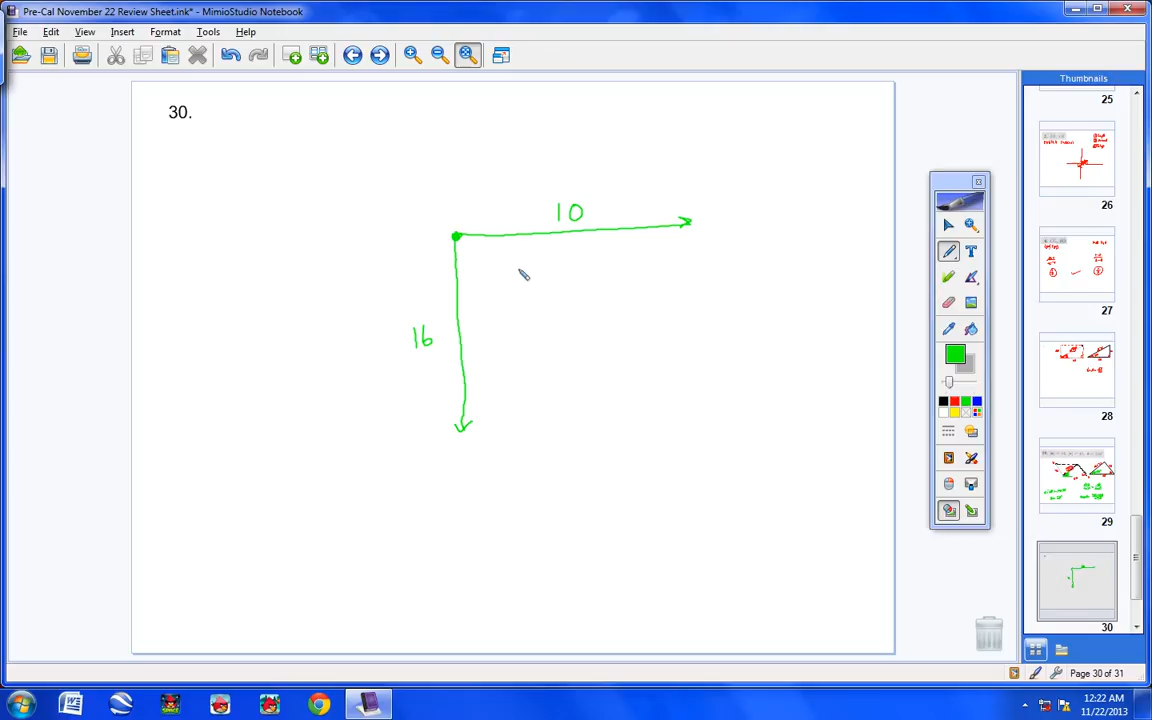 Pre-Cal November 22 Review Sheet.ink* - MimioStudio Notebook
File Edit View Insert Format Tools Help
Thumbnails
30.
10
16
25
26
27
28
29
30
Page 30 of 31
12:22 AM
11/22/2013